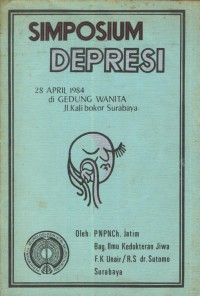 SIMPOSIUM
DEPRESI
28 APRIL 1984
di GEDUNG WANITA
Jl.Kali bokor Surabaya
Oleh: PNPNCh. Jatim
Bag. Ilmu Kedokteran Jiwa
F.K Unair/R.S dr. Sutomo
Surabaya